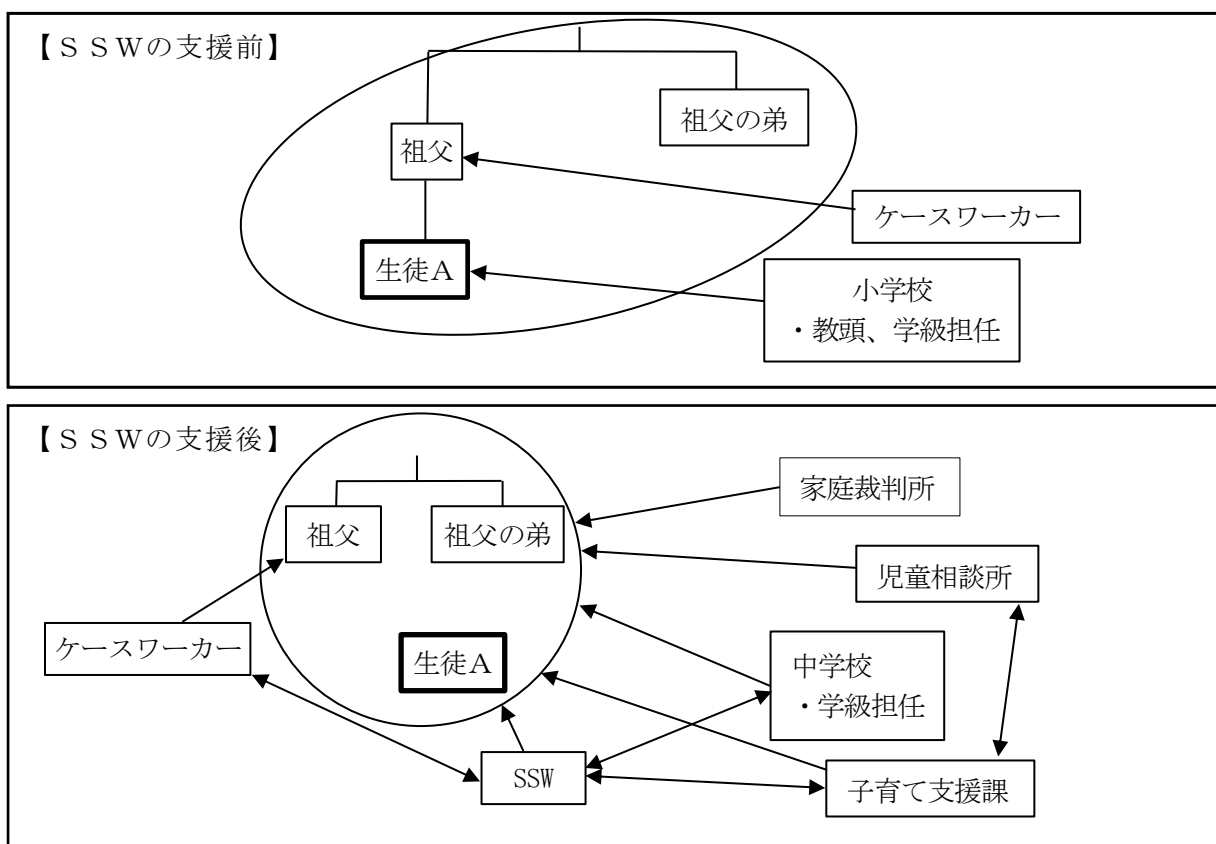 【ＳＳＷの支援前】
祖父の弟
祖父
ケースワーカー
生徒Ａ
小学校
・教頭、学級担任
【ＳＳＷの支援後】
家庭裁判所
祖父
祖父の弟
児童相談所
ケースワーカー
生徒Ａ
中学校
・学級担任
SSW
子育て支援課